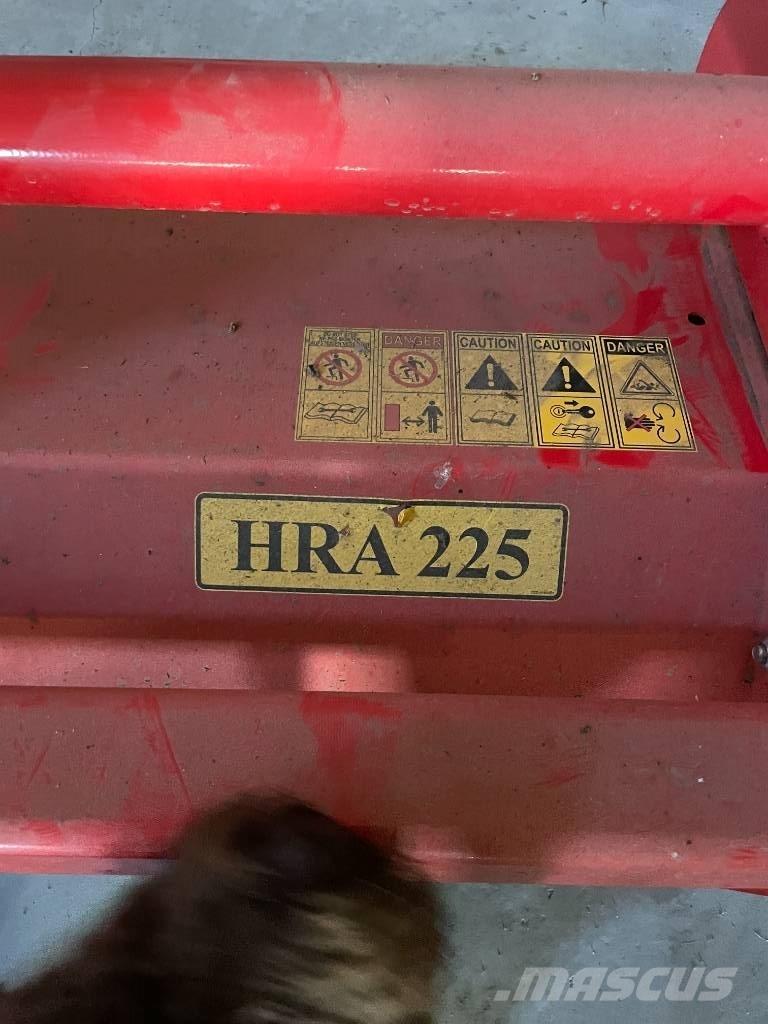 DANGER
CAUTION
CAUTION
DANGER
HRA 225
MASCUS